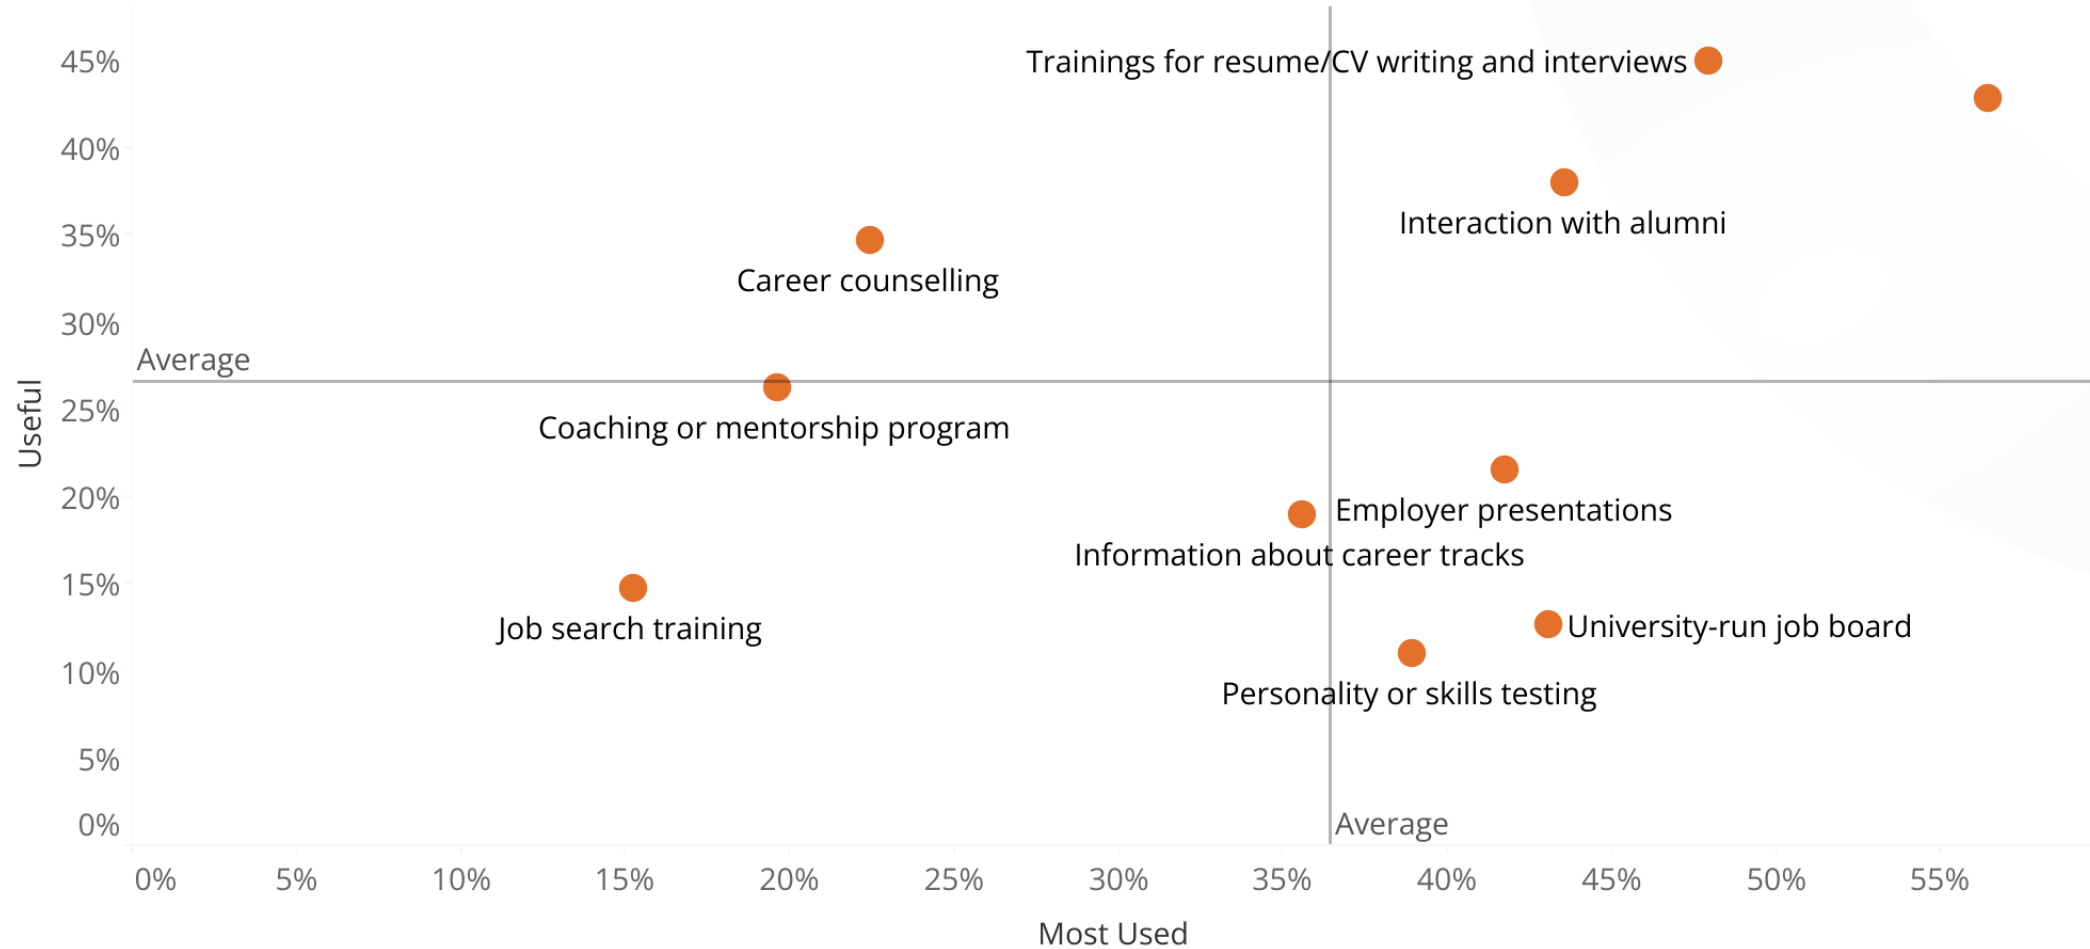 45%
Trainings for resume/CV writing and interviews
40%
Interaction with alumni
35%
Career counselling
30%
Average
Useful
25%
Coaching or mentorship program
20%
Employer presentations
Information about career tracks
15%
Job search training
University-run job board
10%
Personality or skills testing
5%
0%
Average
0% 5% 10% 15% 20% 25% 30% 35% 40% 45% 50% 55%
Most Used